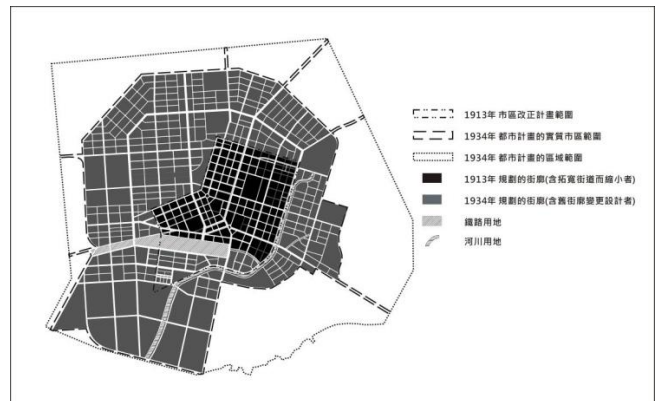 1913年 市區改正計畫範圍
1934年 都市計畫的實質市區範圍
1934年 都市計畫的區域範圍
1913年 規劃的街廓(含拓寬街道而縮小者)
1934年 規劃的街廓(含舊街廓變更設計者)
鐵路用地
河川用地